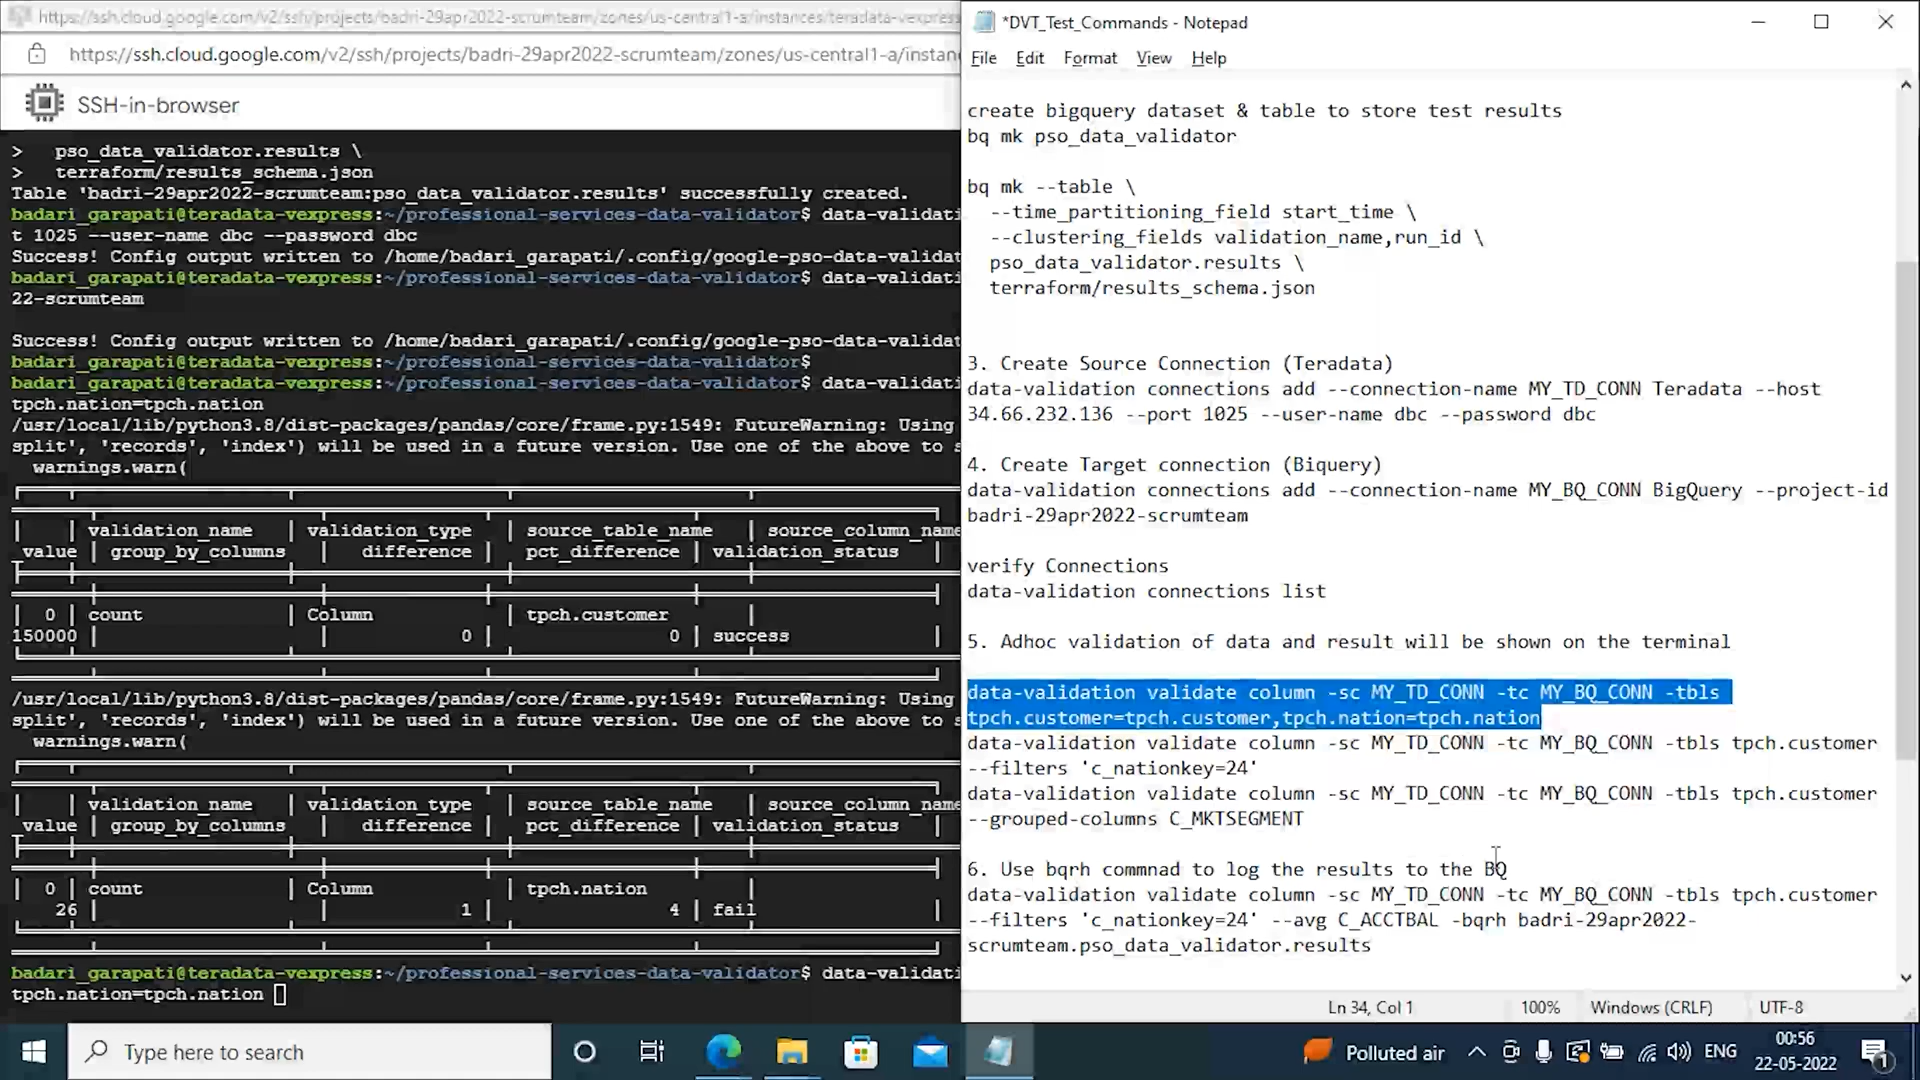 https://ssh.cloud.google.com/v2/ssh/projects/badri-29apr2022-scrumteam/zones/us-central1-a/instances/teradata-vexpress
https://ssh.cloud.google.com/v2/ssh/projects/badri-29apr2022-scrumteam/zones/us-central1-a/instan
SSH-in-browser
> pso_data_validator.results \
> terraform/results_schema.json
Table 'badri-29apr2022-scrumteam:pso_data_validator.results' successfully created.
badari_garapati@teradata-vexpress:~/professional-services-data-validator$ data-validati
t 1025 --user-name dbc --password dbc
Success! Config output written to /home/badari_garapati/.config/google-pso-data-validat
badari_garapati@teradata-vexpress:~/professional-services-data-validator$ data-validati
22-scrumteam
Success! Config output written to /home/badari_garapati/.config/google-pso-data-validat
badari_garapati@teradata-vexpress:~/professional-services-data-validator$
badari_garapati@teradata-vexpress:~/professional-services-data-validator$ data-validati
tpch.nation=tpch.nation
/usr/local/lib/python3.8/dist-packages/pandas/core/frame.py:1549: FutureWarning: Using
split', 'records', 'index') will be used in a future version. Use one of the above to s
warnings.warn(
| | validation_name | validation_type | source_table_name | source_column_name
_value | group_by_columns | difference | pct_difference | validation_status |
| 0 | count | Column | tpch.customer |
150000 | | 0 | 0 | success |
/usr/local/lib/python3.8/dist-packages/pandas/core/frame.py:1549: FutureWarning: Using
split', 'records', 'index') will be used in a future version. Use one of the above to s
warnings.warn(
| | validation_name | validation_type | source_table_name | source_column_name
_value | group_by_columns | difference | pct_difference | validation_status |
| 0 | count | Column | tpch.nation |
26 | | 1 | 4 | fail |
badari_garapati@teradata-vexpress:~/professional-services-data-validator$ data-validati
tpch.nation=tpch.nation
*DVT_Test_Commands - Notepad
File Edit Format View Help
create bigquery dataset & table to store test results
bq mk pso_data_validator
bq mk --table \
--time_partitioning_field start_time \
--clustering_fields validation_name,run_id \
pso_data_validator.results \
terraform/results_schema.json
3. Create Source Connection (Teradata)
data-validation connections add --connection-name MY_TD_CONN Teradata --host
34.66.232.136 --port 1025 --user-name dbc --password dbc
4. Create Target connection (Biquery)
data-validation connections add --connection-name MY_BQ_CONN BigQuery --project-id
badri-29apr2022-scrumteam
verify Connections
data-validation connections list
5. Adhoc validation of data and result will be shown on the terminal
data-validation validate column -sc MY_TD_CONN -tc MY_BQ_CONN -tbls
tpch.customer=tpch.customer,tpch.nation=tpch.nation
data-validation validate column -sc MY_TD_CONN -tc MY_BQ_CONN -tbls tpch.customer
--filters 'c_nationkey=24'
data-validation validate column -sc MY_TD_CONN -tc MY_BQ_CONN -tbls tpch.customer
--grouped-columns C_MKTSEGMENT
6. Use bqrh commnad to log the results to the BQ
data-validation validate column -sc MY_TD_CONN -tc MY_BQ_CONN -tbls tpch.customer
--filters 'c_nationkey=24' --avg C_ACCTBAL -bqrh badri-29apr2022-
scrumteam.pso_data_validator.results
Ln 34, Col 1 100% Windows (CRLF) UTF-8
Type here to search
Polluted air
ENG
00:56
22-05-2022
1